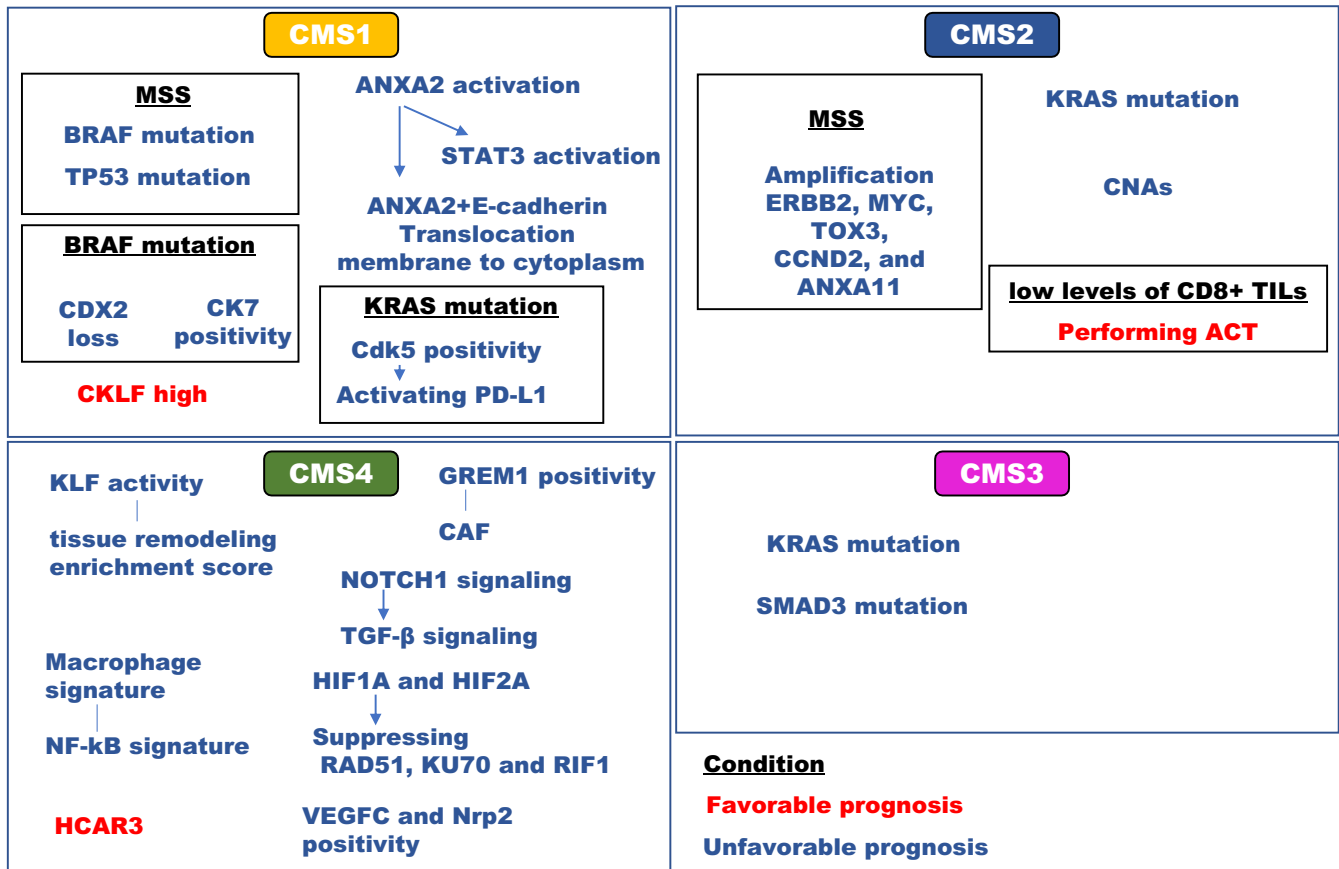 CMS1
MSS
BRAF mutation
TP53 mutation
BRAF mutation
CDX2
loss
CK7
positivity
CKLF high
ANXA2 activation
STAT3 activation
ANXA2+E-cadherin
Translocation
membrane to cytoplasm
KRAS mutation
Cdk5 positivity
Activating PD-L1
CMS2
MSS
Amplification
ERBB2, MYC,
TOX3,
CCND2, and
ANXA11
KRAS mutation
CNAs
low levels of CD8+ TILs
Performing ACT
CMS4
KLF activity
tissue remodeling
enrichment score
Macrophage
signature
NF-kB signature
HCAR3
GREM1 positivity
CAF
NOTCH1 signaling
TGF-β signaling
HIF1A and HIF2A
Suppressing
RAD51, KU70 and RIF1
VEGFC and Nrp2
positivity
CMS3
KRAS mutation
SMAD3 mutation
Condition
Favorable prognosis
Unfavorable prognosis